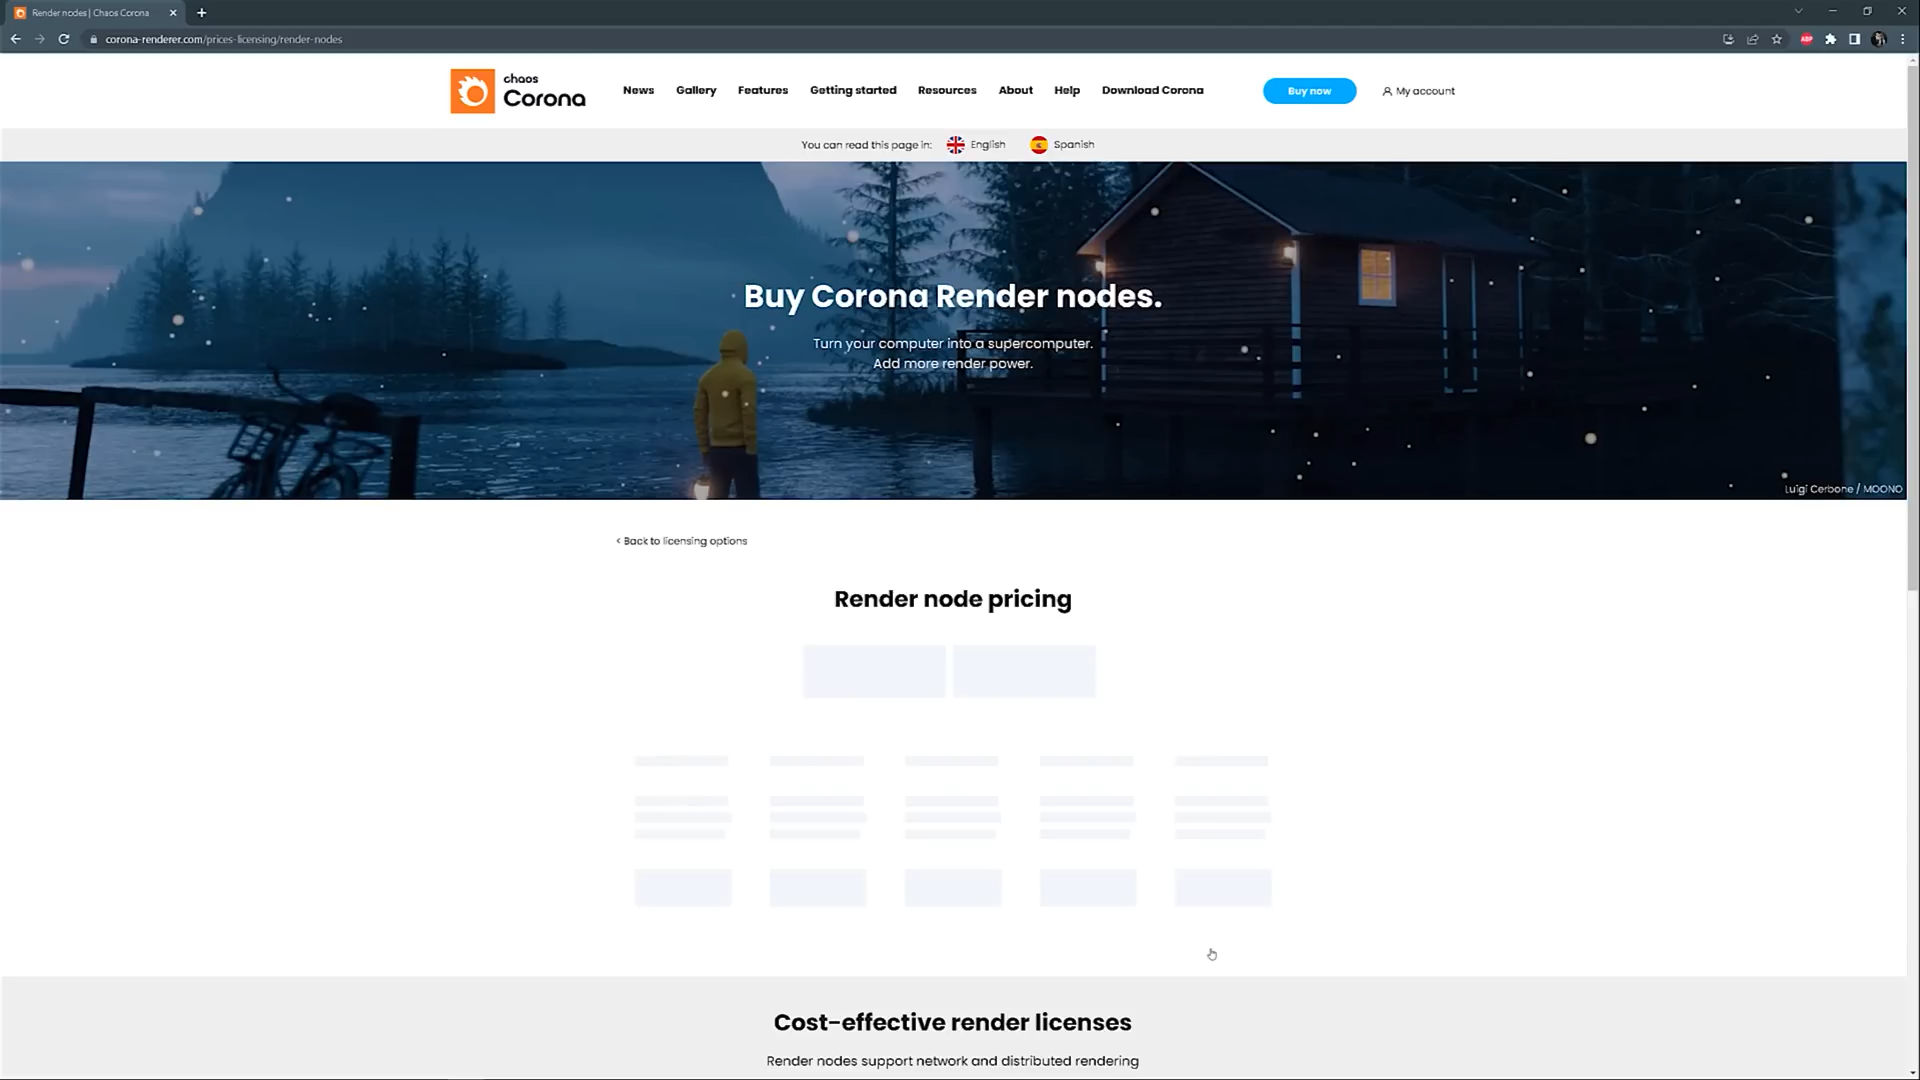 Render nodes | Chaos Corona
corona-renderer.com/prices-licensing/render-nodes
ABP
chaos
Corona
News
Gallery
Features
Getting started
Resources
About
Help
Download Corona
Buy now
My account
You can read this page in:
English
Spanish
Buy Corona Render nodes.
Turn your computer into a supercomputer.
Add more render power.
Luigi Cerbone / MOONO
< Back to licensing options
Render node pricing
Cost-effective render licenses
Render nodes support network and distributed rendering